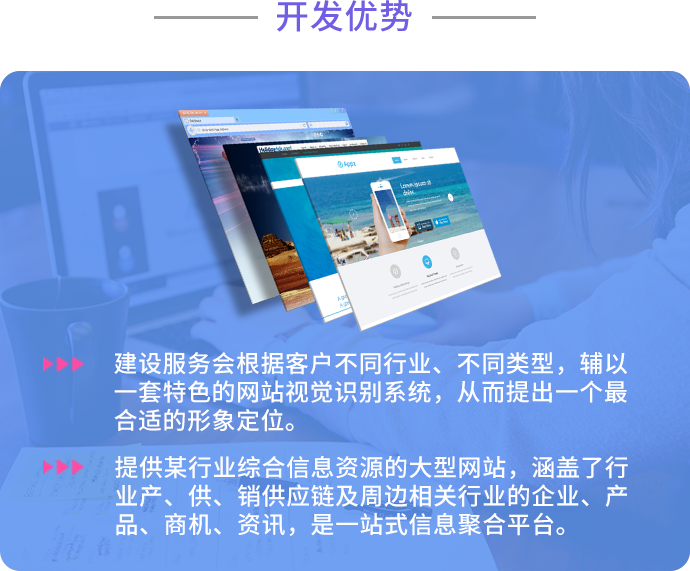 开发优势
Appz
Lorem ipsum sit
dolor
建设服务会根据客户不同行业、不同类型，辅以
一套特色的网站视觉识别系统，从而提出一个最
合适的形象定位。
提供某行业综合信息资源的大型网站，涵盖了行
业产、供、销供应链及周边相关行业的企业、产
品、商机、资讯，是一站式信息聚合平台。